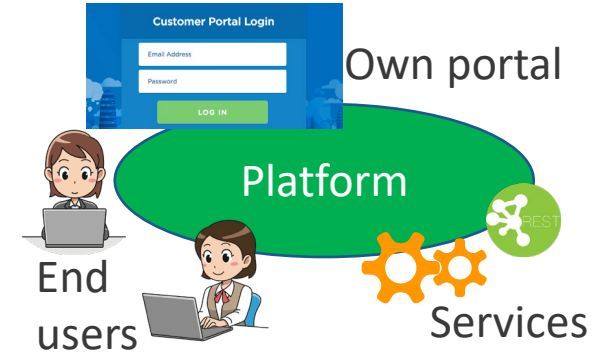 Customer Portal Login
Email Address
Password
LOG IN
Own portal
Platform
REST
End
users
Services